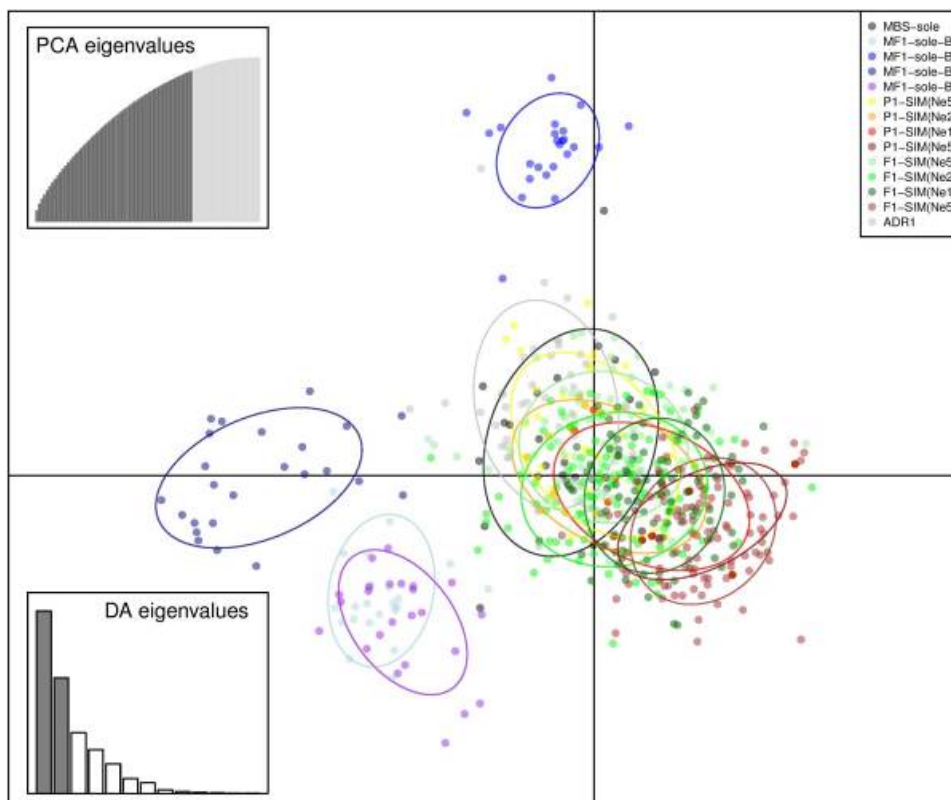 PCA eigenvalues
MBS-sole
MF1-sole-B
MF1-sole-B
MF1-sole-B
MF1-sole-B
P1-SIM(Ne5
P1-SIM(Ne2
P1-SIM(Ne1
P1-SIM(Ne5
F1-SIM(Ne5
F1-SIM(Ne2
F1-SIM(Ne1
F1-SIM(Ne5
ADR1
DA eigenvalues